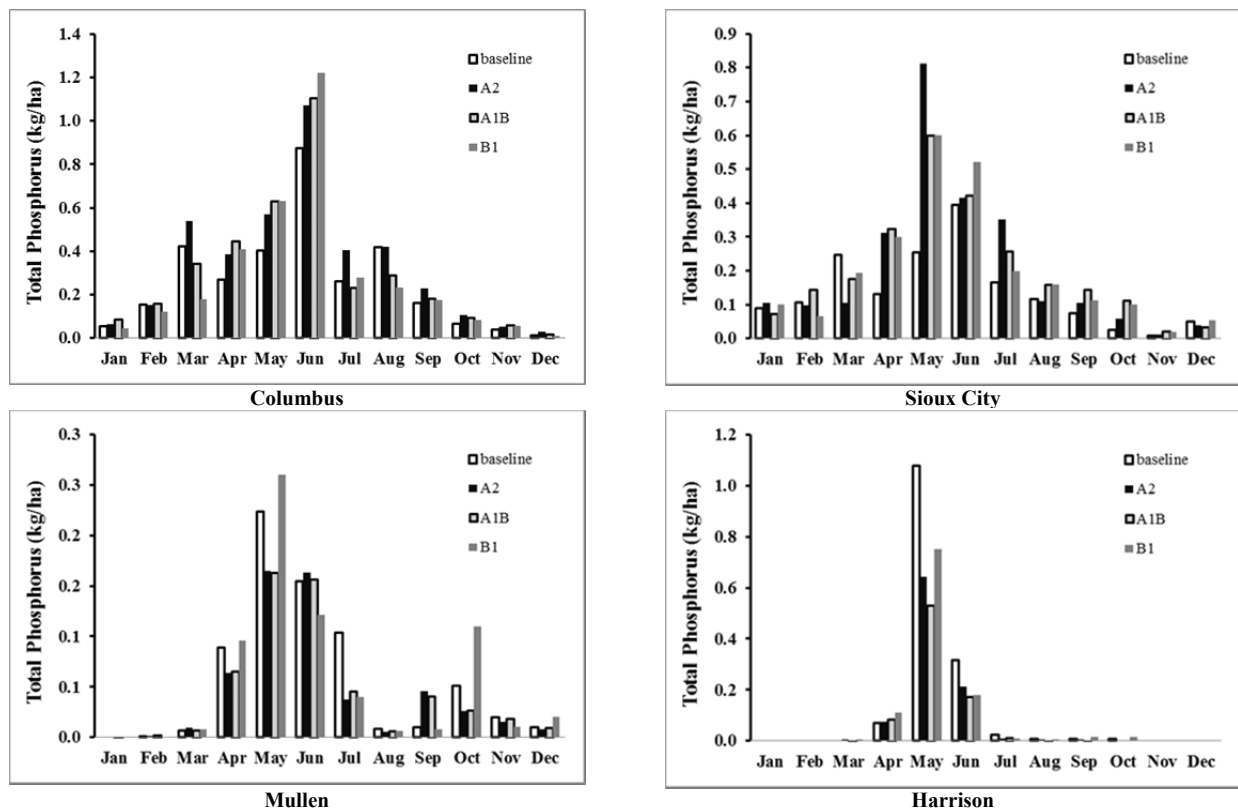 1.4
1.2
1.0
0.8
0.6
0.4
0.2
0.0
Total Phosphorus (kg/ha)
baseline
A2
A1B
B1
Jan Feb Mar Apr May Jun Jul Aug Sep Oct Nov Dec
Columbus
0.9
0.8
0.7
0.6
0.5
0.4
0.3
0.2
0.1
0.0
Total Phosphorus (kg/ha)
baseline
A2
A1B
B1
Jan Feb Mar Apr May Jun Jul Aug Sep Oct Nov Dec
Sioux City
0.3
0.3
0.2
0.2
0.1
0.1
0.0
Total Phosphorus (kg/ha)
baseline
A2
A1B
B1
Jan Feb Mar Apr May Jun Jul Aug Sep Oct Nov Dec
Mullen
1.2
1.0
0.8
0.6
0.4
0.2
0.0
Total Phosphorus (kg/ha)
baseline
A2
A1B
B1
Jan Feb Mar Apr May Jun Jul Aug Sep Oct Nov Dec
Harrison